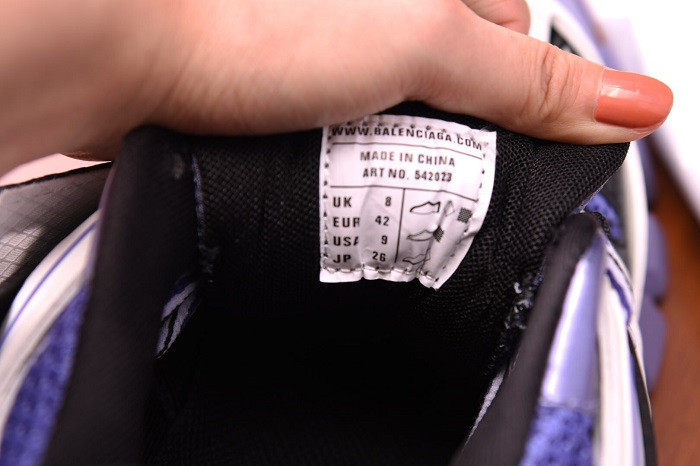 WWW.BALENCIAGA.COM
MADE IN CHINA
ART NO. 542023
UK 8
EUR 42
USA 9
JP 26